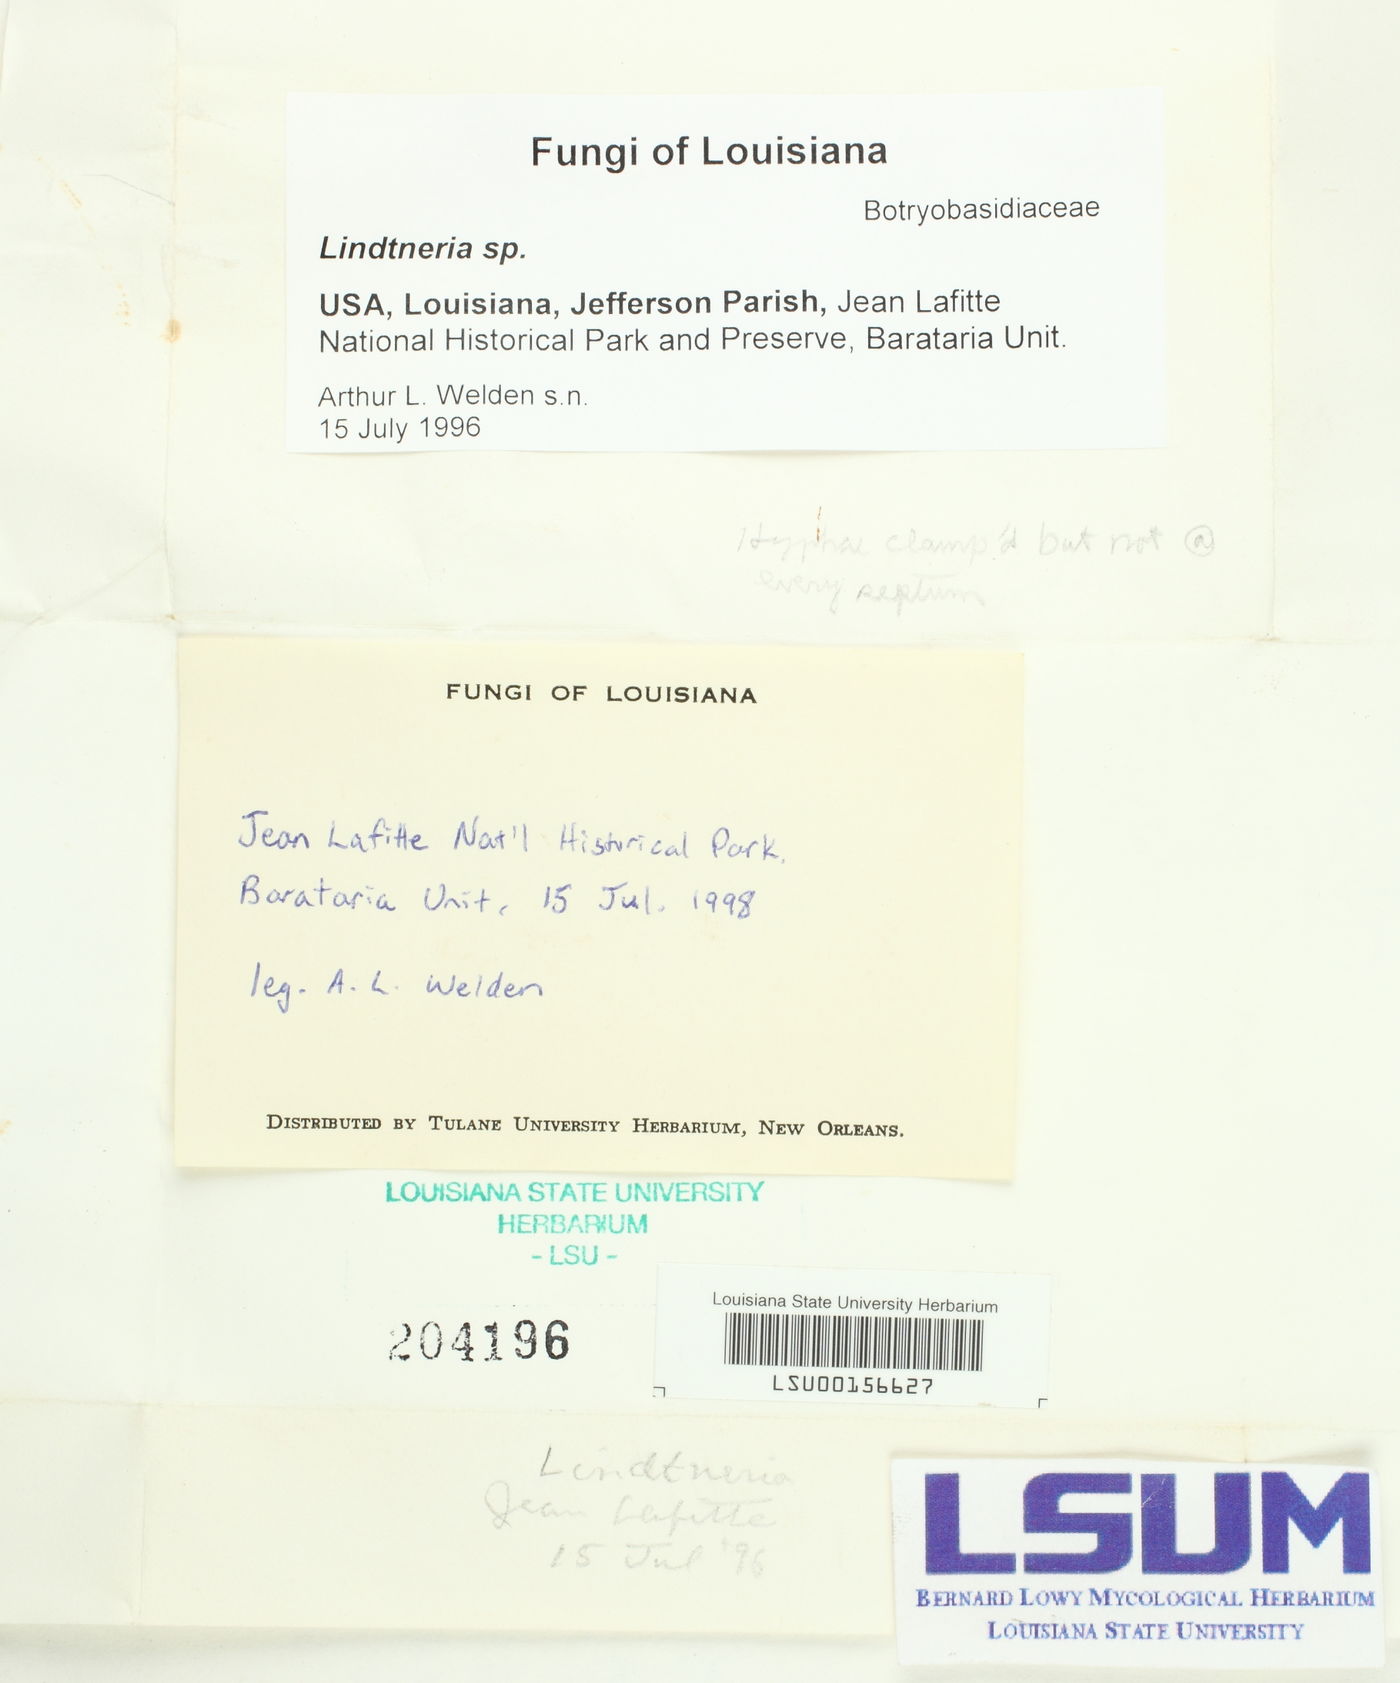 Fungi of Louisiana
Botryobasidiaceae
Lindtneria sp.
USA, Louisiana, Jefferson Parish, Jean Lafitte
National Historical Park and Preserve, Barataria Unit.
Arthur L. Welden s.n.
15 July 1996
Hyphae clamp'd but not @
every septum
FUNGI OF LOUISIANA
Jean Lafitte Nat'l Historical Park,
Barataria Unit, 15 Jul. 1998
leg. A. L. Welden
DISTRIBUTED BY TULANE UNIVERSITY HERBARIUM, NEW ORLEANS.
LOUISIANA STATE UNIVERSITY
HERBARIUM
- LSU -
204196
Louisiana State University Herbarium
LSU00156627
Lindtneria
Jean Lafitte
15 Jul '96
LSUM
BERNARD LOWY MYCOLOGICAL HERBARIUM
LOUISIANA STATE UNIVERSITY